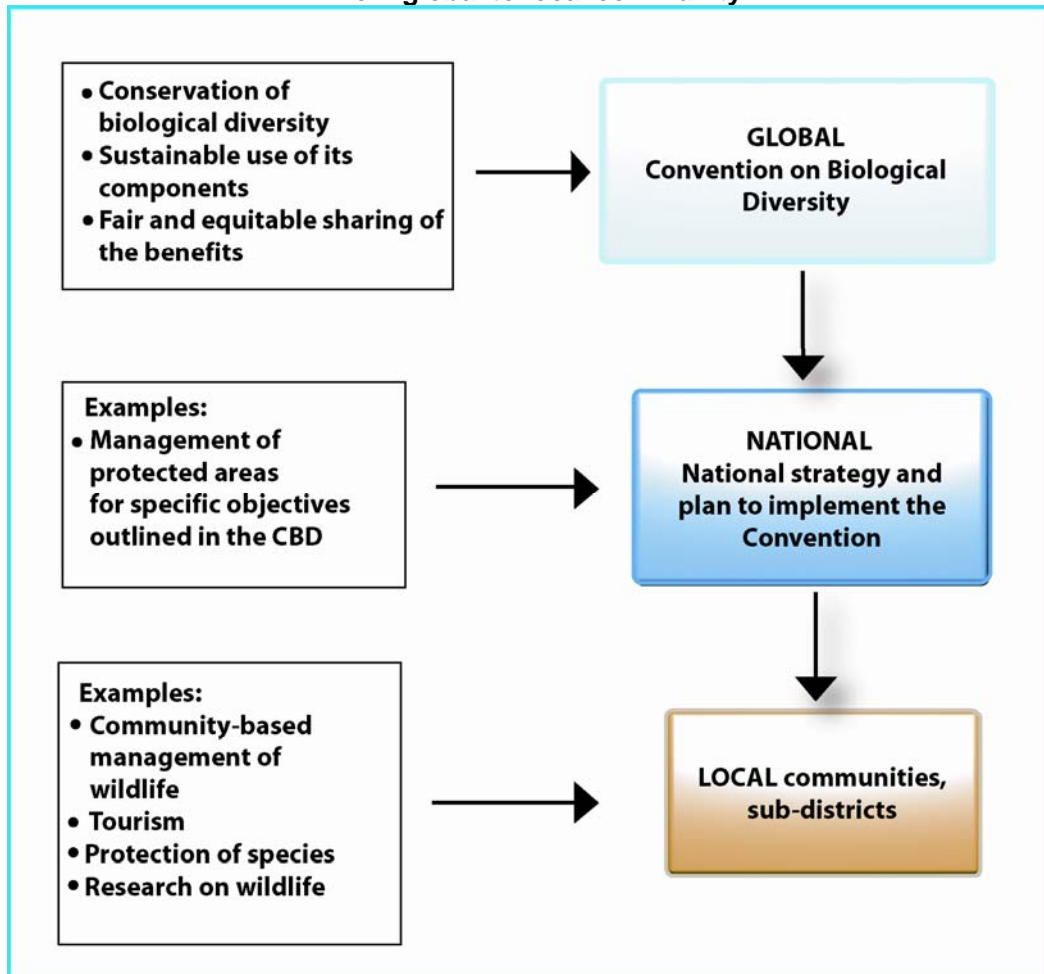 • Conservation of
biological diversity
• Sustainable use of its
components
• Fair and equitable sharing of
the benefits
GLOBAL
Convention on Biological
Diversity
Examples:
• Management of
protected areas
for specific objectives
outlined in the CBD
NATIONAL
National strategy and
plan to implement the
Convention
Examples:
• Community-based
management of
wildlife
• Tourism
• Protection of species
• Research on wildlife
LOCAL communities,
sub-districts